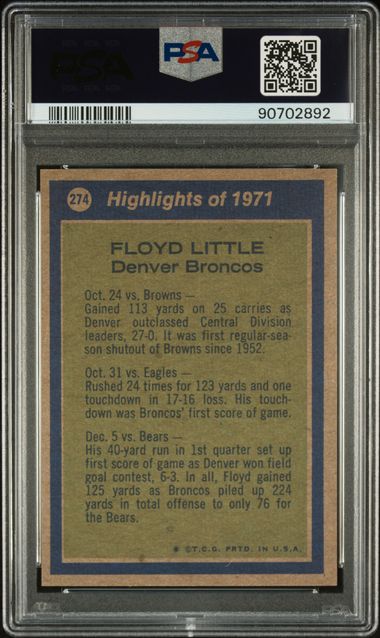 PSA
90702892
274
Highlights of 1971
FLOYD LITTLE
Denver Broncos
Oct. 24 vs. Browns —
Gained 113 yards on 25 carries as
Denver outclassed Central Division
leaders, 27-0. It was first regular-sea-
son shutout of Browns since 1952.
Oct. 31 vs. Eagles —
Rushed 24 times for 123 yards and one
touchdown in 17-16 loss. His touch-
down was Broncos' first score of game.
Dec. 5 vs. Bears —
His 40-yard run in 1st quarter set up
first score of game as Denver won field
goal contest, 6-3. In all, Floyd gained
125 yards as Broncos piled up 224
yards in total offense to only 76 for
the Bears.
* ©T.C.G. PRTD. IN U.S.A.